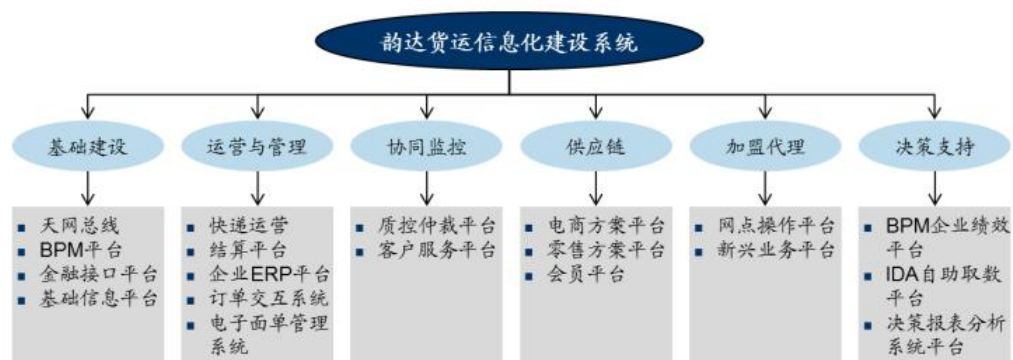 韵达货运信息化建设系统
基础建设
运营与管理
协同监控
供应链
加盟代理
决策支持
天网总线
BPM平台
金融接口平台
基础信息平台
快递运营
结算平台
企业ERP平台
订单交互系统
电子面单管理
系统
质控仲裁平台
客户服务平台
电商方案平台
零售方案平台
会员平台
网点操作平台
新兴业务平台
BPM企业绩效
平台
IDA自助取数
平台
决策报表分析
系统平台